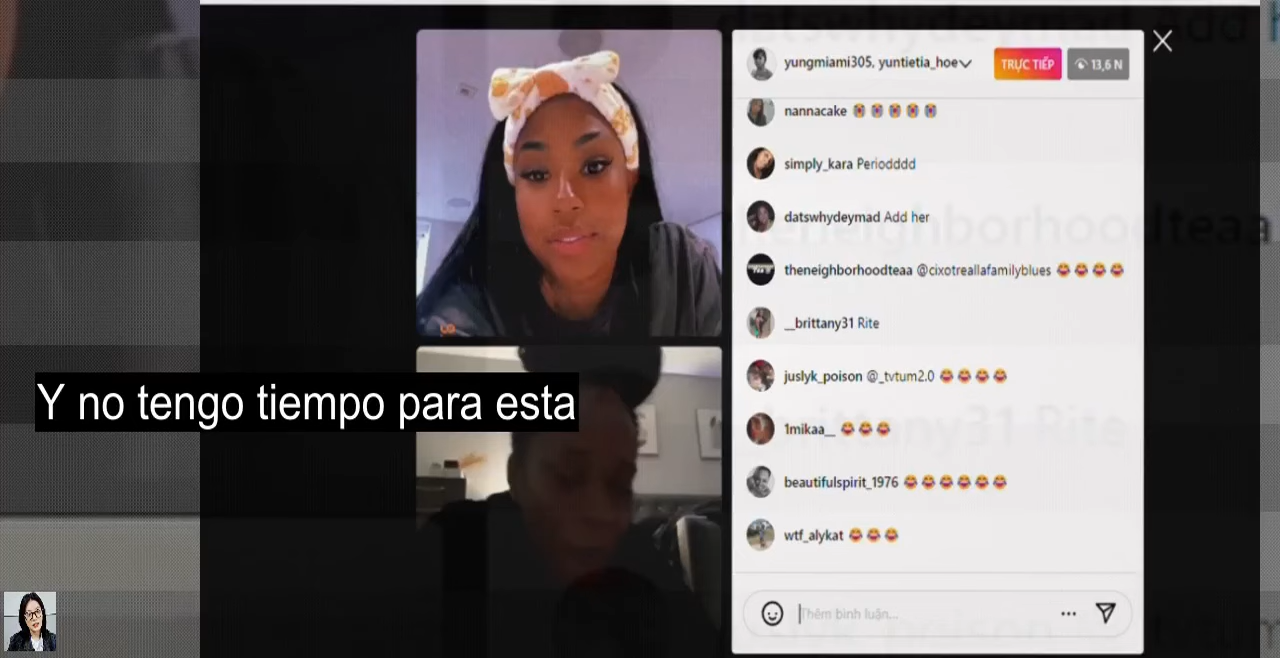 yungmiami305, yuntietia_hoe
TRỰC TIẾP
13,6 N
nannacake 😭 😭 😭 😭 😭
simply_kara Periodddd
datswhydeymad Add her
theneighborhoodteaa @cixotreallafamilyblues 😂 😂 😂 😂
__brittany31 Rite
juslyk_poison @_tvtum2.0 😂 😂 😂 😂
1mikaa__ 😂 😂 😂
beautifulspirit_1976 😂 😂 😂 😂 😂 😂
wtf_alykat 😂 😂 😂
Thêm bình luận...
Y no tengo tiempo para esta